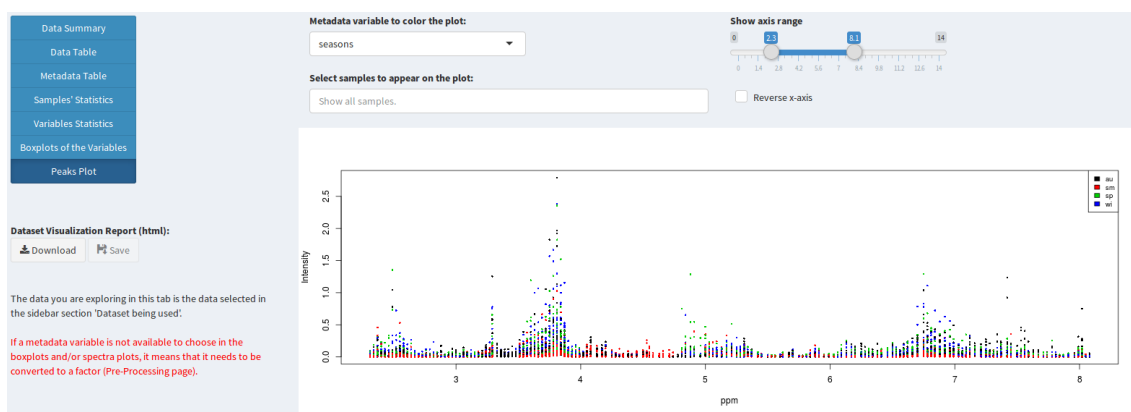 Data Summary
Data Table
Metadata Table
Samples' Statistics
Variables Statistics
Boxplots of the Variables
Peaks Plot
Dataset Visualization Report (html):
Download Save
The data you are exploring in this tab is the data selected in
the sidebar section 'Dataset being used'.
If a metadata variable is not available to choose in the
boxplots and/or spectra plots, it means that it needs to be
converted to a factor (Pre-Processing page).
Metadata variable to color the plot:
seasons
Select samples to appear on the plot:
Show all samples.
Show axis range
0 2.3 8.1 14
0 1.4 2.8 4.2 5.6 7 8.4 9.8 11.2 12.6 14
Reverse x-axis
au
sm
sp
wi
Intensity
2.5
2.0
1.5
1.0
0.5
0.0
3 4 5 6 7 8
ppm